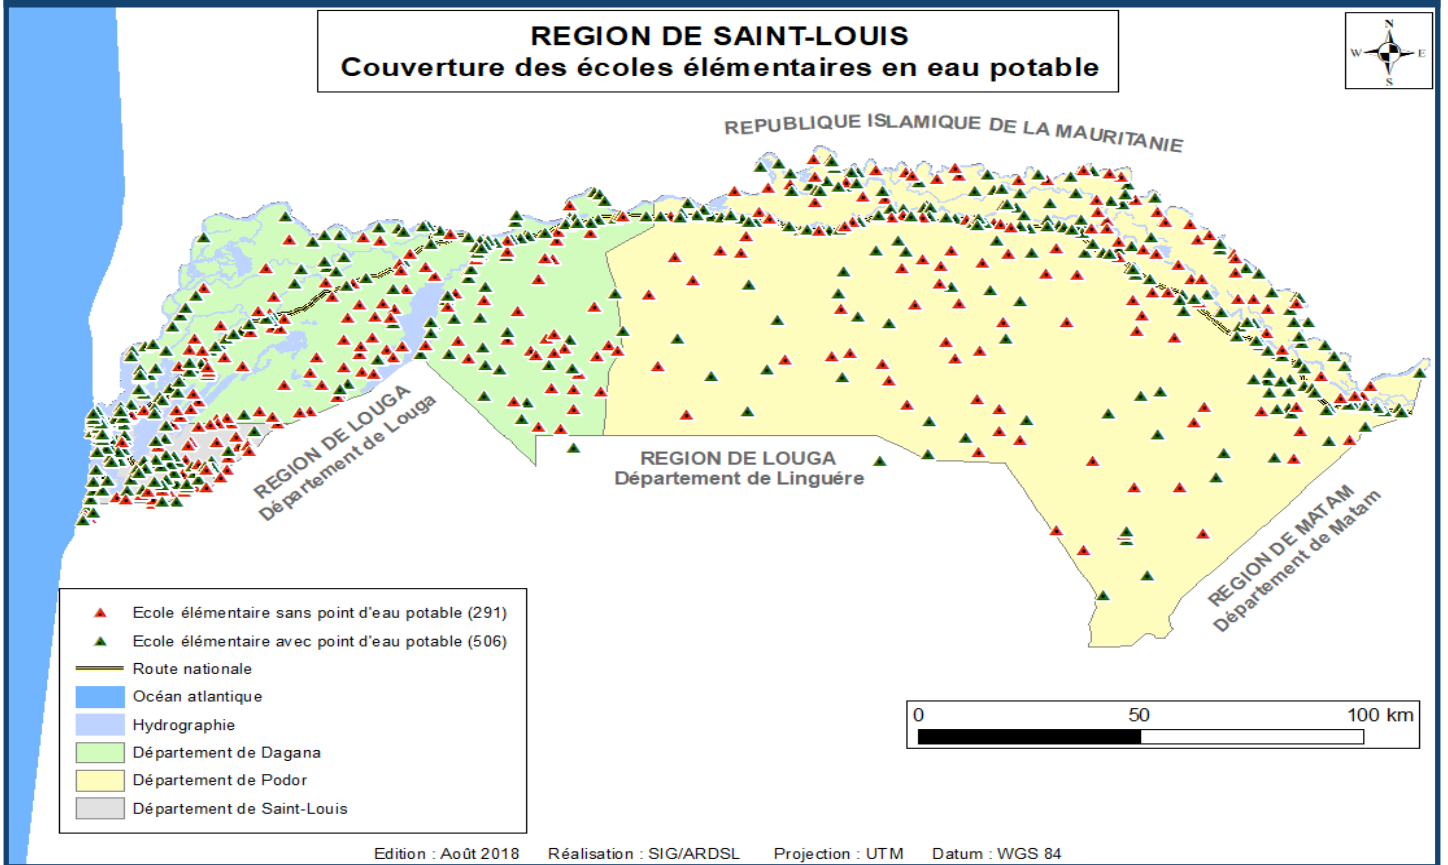 REGION DE SAINT-LOUIS
Couverture des écoles élémentaires en eau potable
N
W E
S
REPUBLIQUE ISLAMIQUE DE LA MAURITANIE
REGION DE LOUGA
Département de Louga
REGION DE LOUGA
Département de Linguére
REGION DE MATAM
Département de Matam
Ecole élémentaire sans point d'eau potable (291)
Ecole élémentaire avec point d'eau potable (506)
Route nationale
Océan atlantique
Hydrographie
Département de Dagana
Département de Podor
Département de Saint-Louis
0 50 100 km
Edition : Août 2018 Réalisation : SIG/ARDSL Projection : UTM Datum : WGS 84